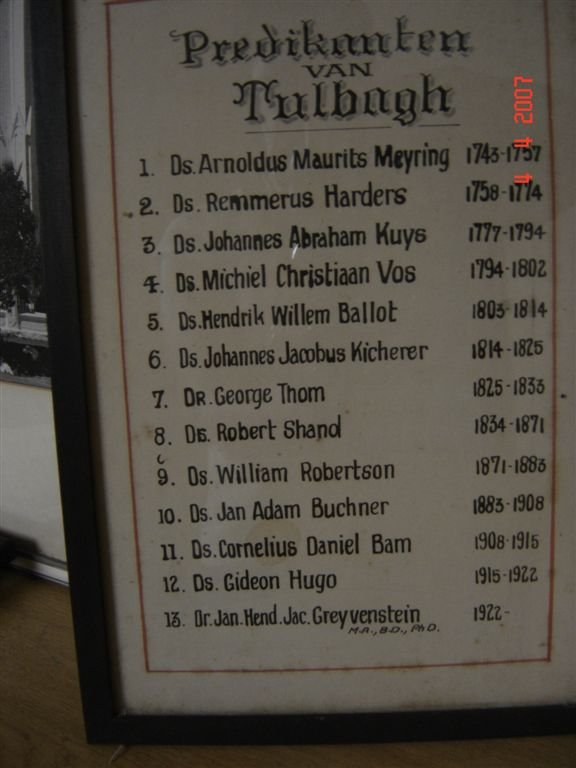 Predikanten
VAN
Tulbagh
1. Ds. Arnoldus Maurits Meyring 1743-1757
2. Ds. Remmerus Harders 1758-1774
3. Ds. Johannes Abraham Kuys 1777-1794
4. Ds. Michiel Christiaan Vos 1794-1802
5. Ds. Hendrik Willem Ballot 1803-1814
6. Ds. Johannes Jacobus Kicherer 1814-1825
7. DR. George Thom 1825-1833
8. Ds. Robert Shand 1834-1871
9. Ds. William Robertson 1871-1883
10. Ds. Jan Adam Buchner 1883-1908
11. Ds. Cornelius Daniel Bam 1908-1915
12. Ds. Gideon Hugo 1915-1922
13. Dr. Jan. Hend. Jac. Greyvenstein 1922-
M.A., B.D., Ph.D.
4 4 2007